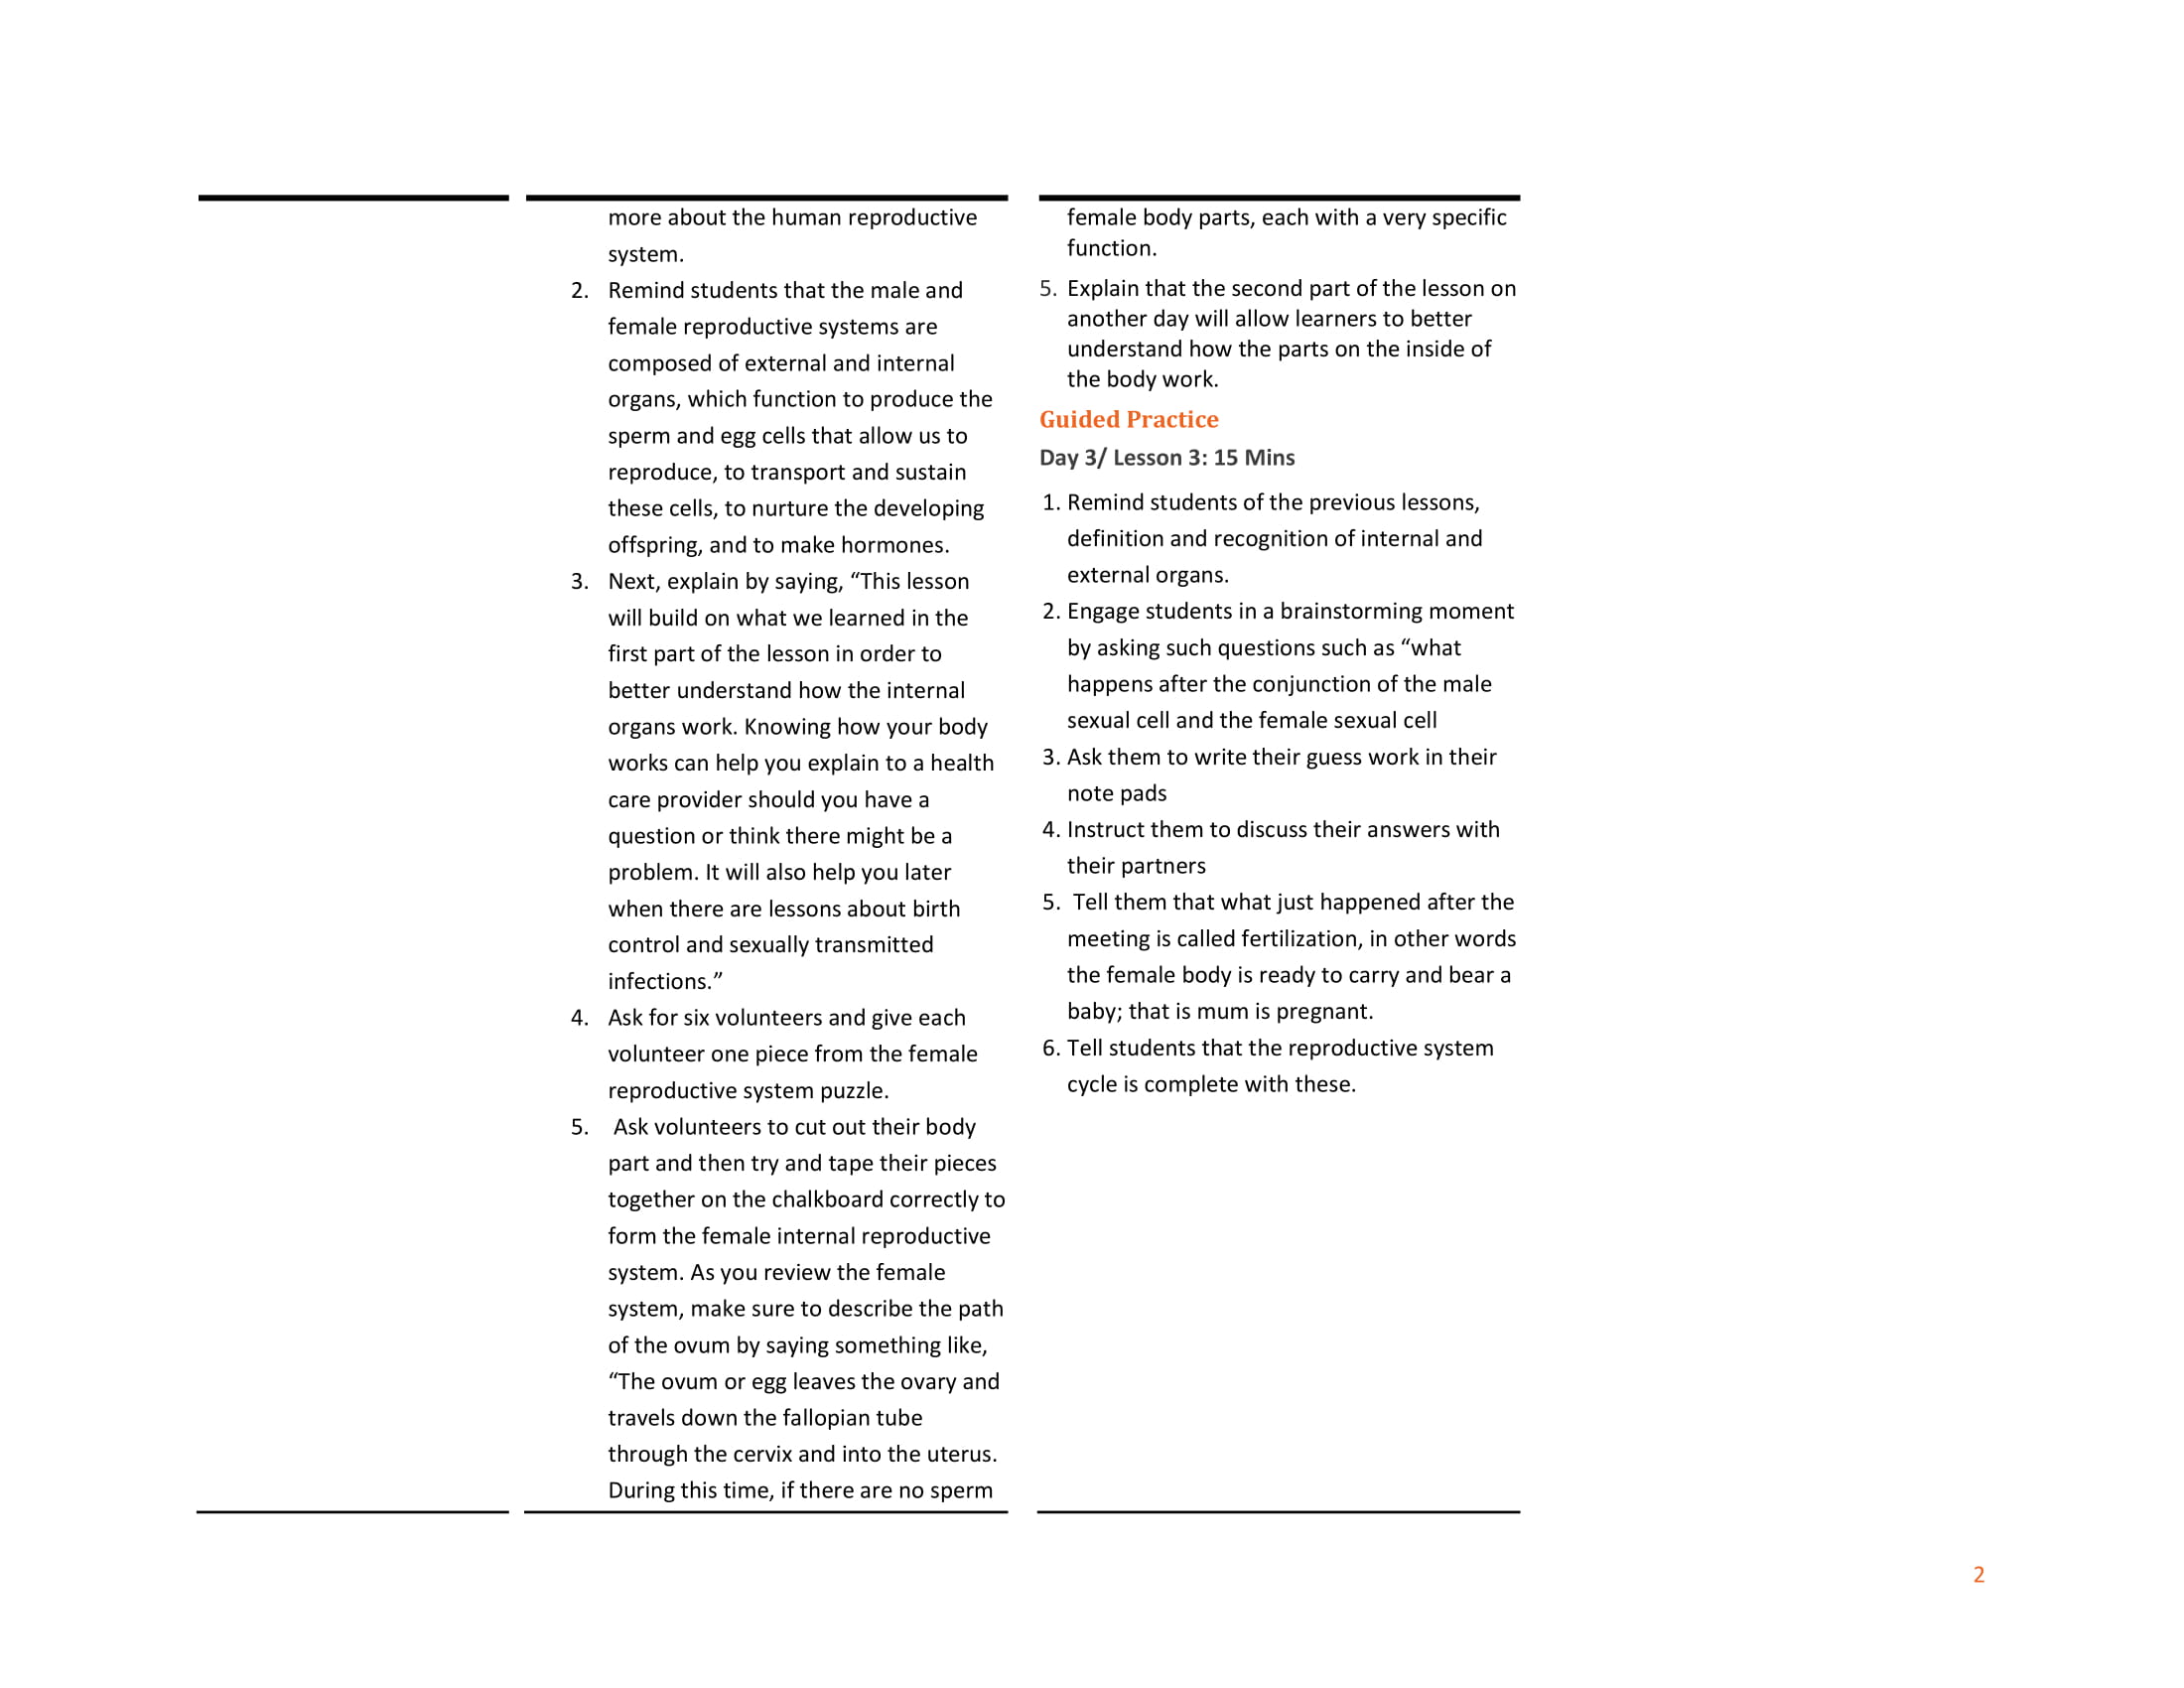 more about the human reproductive
system.
2. Remind students that the male and
female reproductive systems are
composed of external and internal
organs, which function to produce the
sperm and egg cells that allow us to
reproduce, to transport and sustain
these cells, to nurture the developing
offspring, and to make hormones.
3. Next, explain by saying, “This lesson
will build on what we learned in the
first part of the lesson in order to
better understand how the internal
organs work. Knowing how your body
works can help you explain to a health
care provider should you have a
question or think there might be a
problem. It will also help you later
when there are lessons about birth
control and sexually transmitted
infections.”
4. Ask for six volunteers and give each
volunteer one piece from the female
reproductive system puzzle.
5. Ask volunteers to cut out their body
part and then try and tape their pieces
together on the chalkboard correctly to
form the female internal reproductive
system. As you review the female
system, make sure to describe the path
of the ovum by saying something like,
“The ovum or egg leaves the ovary and
travels down the fallopian tube
through the cervix and into the uterus.
During this time, if there are no sperm
female body parts, each with a very specific
function.
5. Explain that the second part of the lesson on
another day will allow learners to better
understand how the parts on the inside of
the body work.
Guided Practice
Day 3/ Lesson 3: 15 Mins
1. Remind students of the previous lessons,
definition and recognition of internal and
external organs.
2. Engage students in a brainstorming moment
by asking such questions such as “what
happens after the conjunction of the male
sexual cell and the female sexual cell
3. Ask them to write their guess work in their
note pads
4. Instruct them to discuss their answers with
their partners
5. Tell them that what just happened after the
meeting is called fertilization, in other words
the female body is ready to carry and bear a
baby; that is mum is pregnant.
6. Tell students that the reproductive system
cycle is complete with these.
2